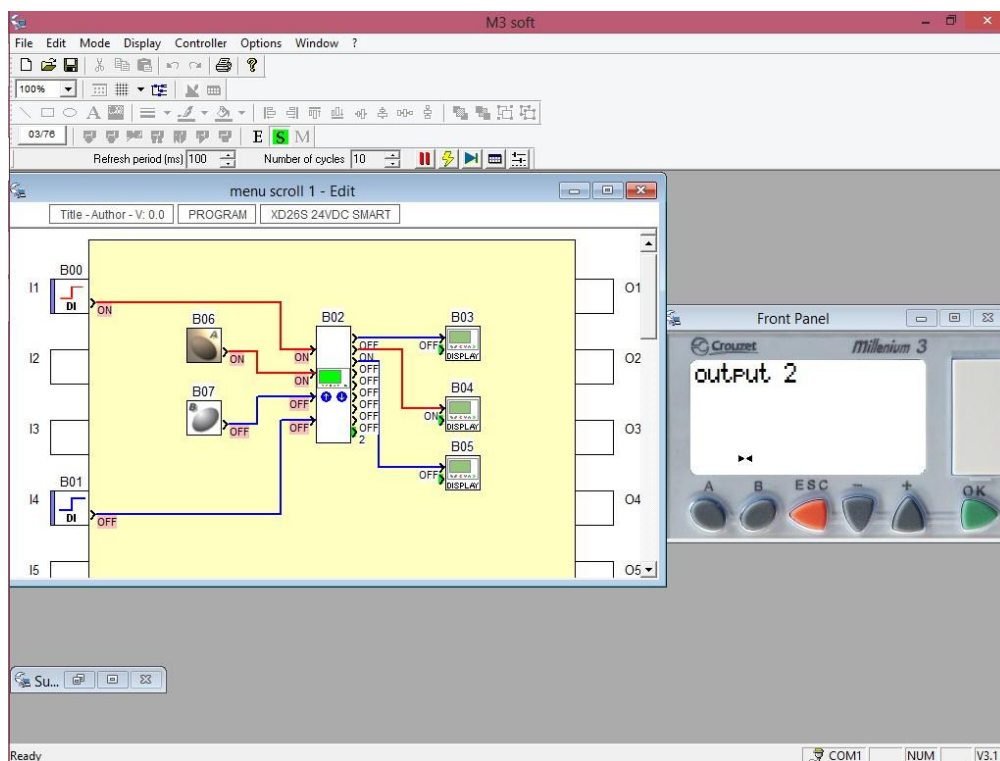 M3 soft
File Edit Mode Display Controller Options Window ?
100%
03/76 E S M
Refresh period (ms) 100 Number of cycles 10
menu scroll 1 - Edit
Title - Author - V: 0.0 PROGRAM XD26S 24VDC SMART
B00
I1 DI ON O1
B06 B02 B03
A ON ON OFF OFF DISPLAY
I2 ON ON O2
B07 OFF B04
B OFF OFF OFF ON DISPLAY
I3 OFF OFF O3
OFF
OFF
2 B05
OFF DISPLAY
B01
I4 DI OFF O4
I5 O5
Front Panel
Crouzet Millenium 3
output 2
A B ESC - + OK
Su...
Ready COM1 NUM V3.1